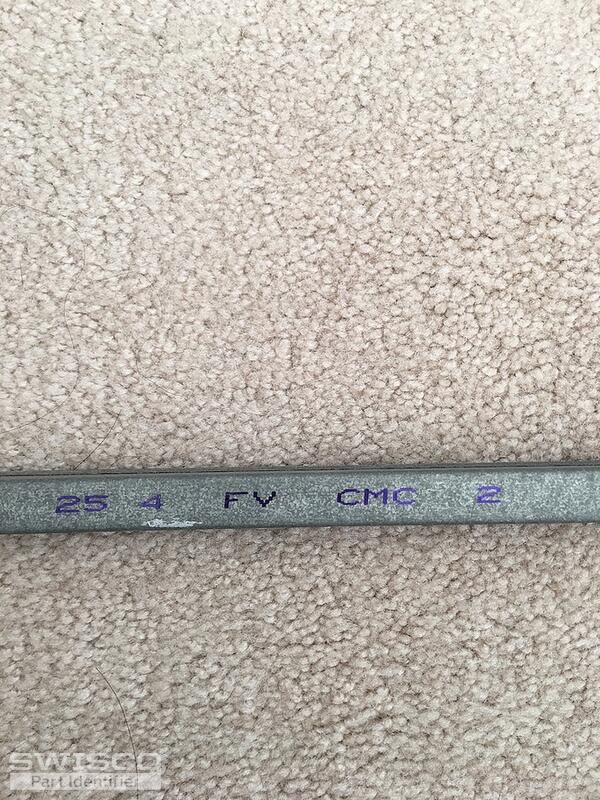 25 4 FV CMC 2
SWISCO
Part Identifier